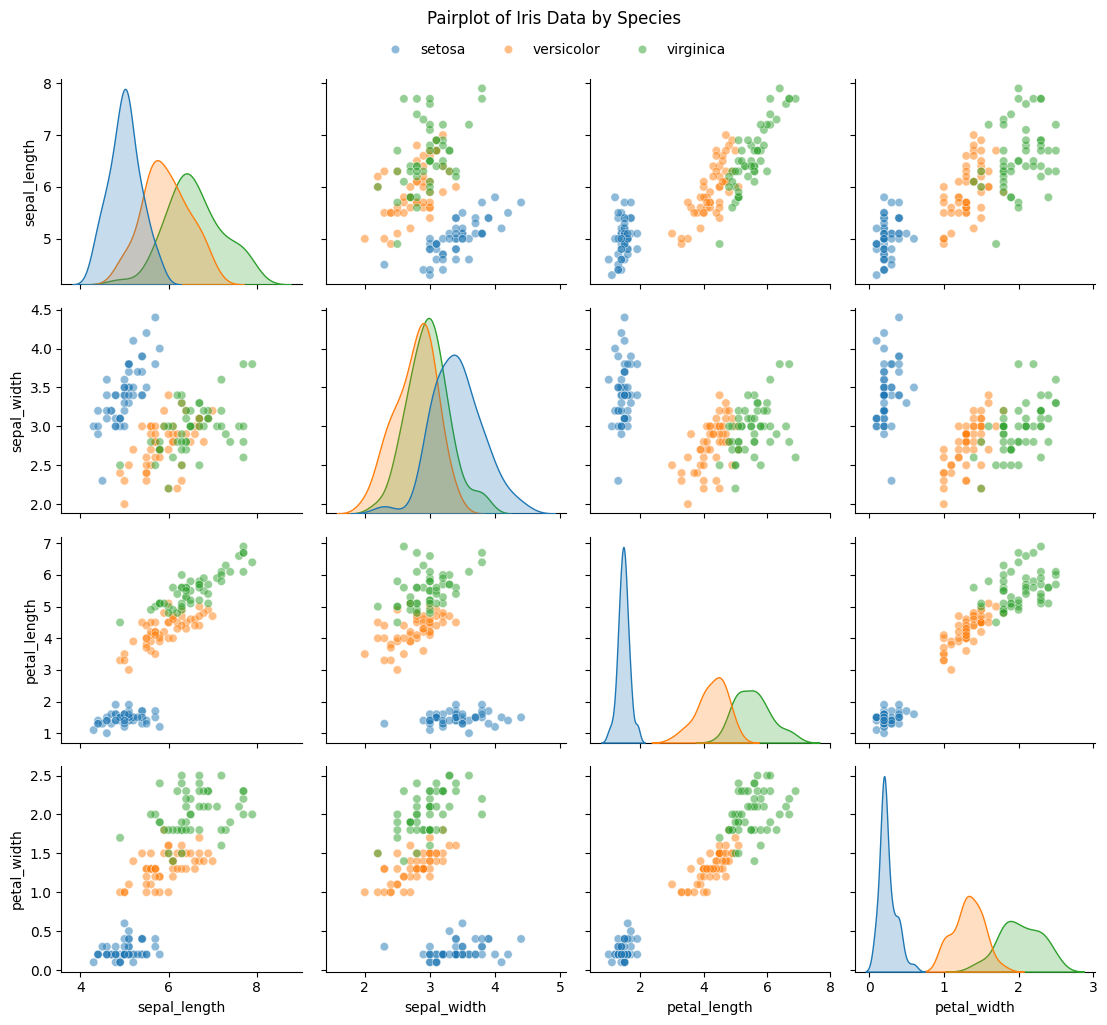 Pairplot of Iris Data by Species
setosa versicolor virginica
sepal_length
8
7
6
5
sepal_width
4.5
4.0
3.5
3.0
2.5
2.0
petal_length
7
6
5
4
3
2
1
petal_width
2.5
2.0
1.5
1.0
0.5
0.0
4 6 8 2 3 4 5 2 4 6 8 0 1 2 3
sepal_length sepal_width petal_length petal_width